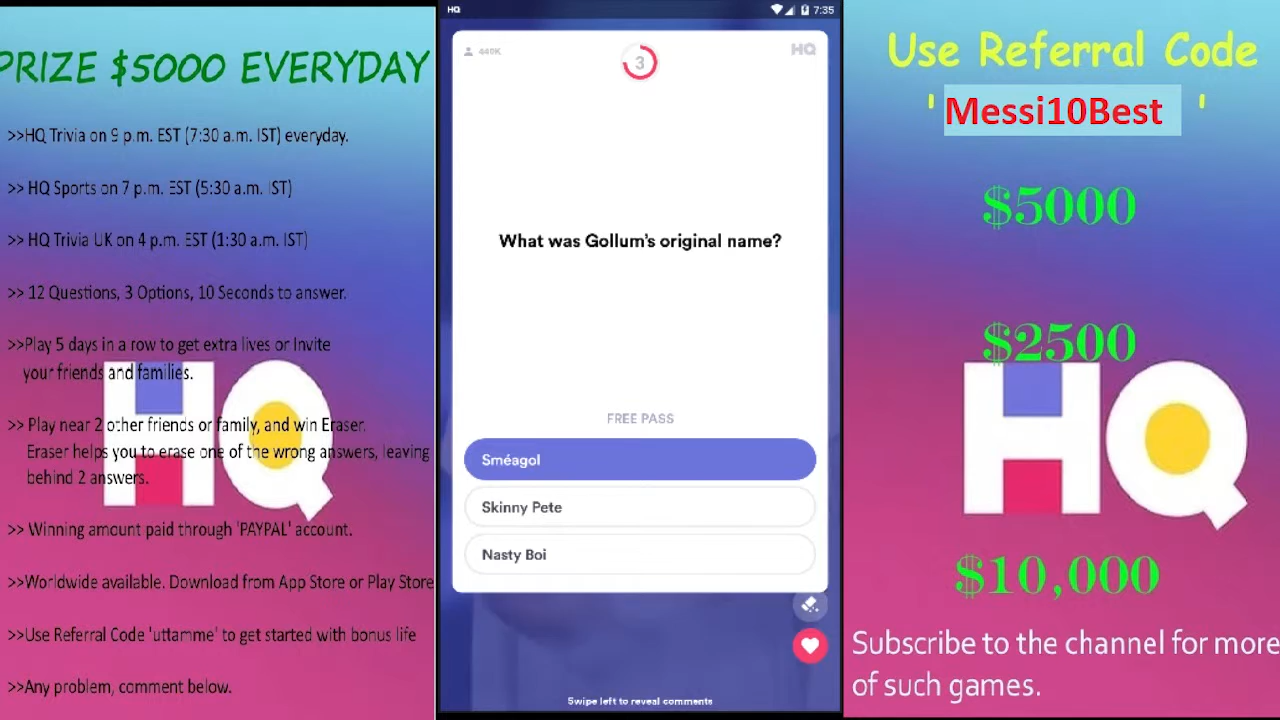 PRIZE $5000 EVERYDAY
>>HQ Trivia on 9 p.m. EST (7:30 a.m. IST) everyday.
>> HQ Sports on 7 p.m. EST (5:30 a.m. IST)
>> HQ Trivia UK on 4 p.m. EST (1:30 a.m. IST)
>> 12 Questions, 3 Options, 10 Seconds to answer.
>>Play 5 days in a row to get extra lives or Invite
your friends and families.
>> Play near 2 other friends or family, and win Eraser.
Eraser helps you to erase one of the wrong answers, leaving
behind 2 answers.
>> Winning amount paid through 'PAYPAL' account.
>>Worldwide available. Download from App Store or Play Store
>>Use Referral Code 'uttamme' to get started with bonus life
>>Any problem, comment below.
HQ
HQ
7:35
449K
3
HQ
What was Gollum's original name?
FREE PASS
Sméagol
Skinny Pete
Nasty Boi
Swipe left to reveal comments
Use Referral Code
' Messi10Best '
$5000
$2500
HQ
$10,000
Subscribe to the channel for more
of such games.